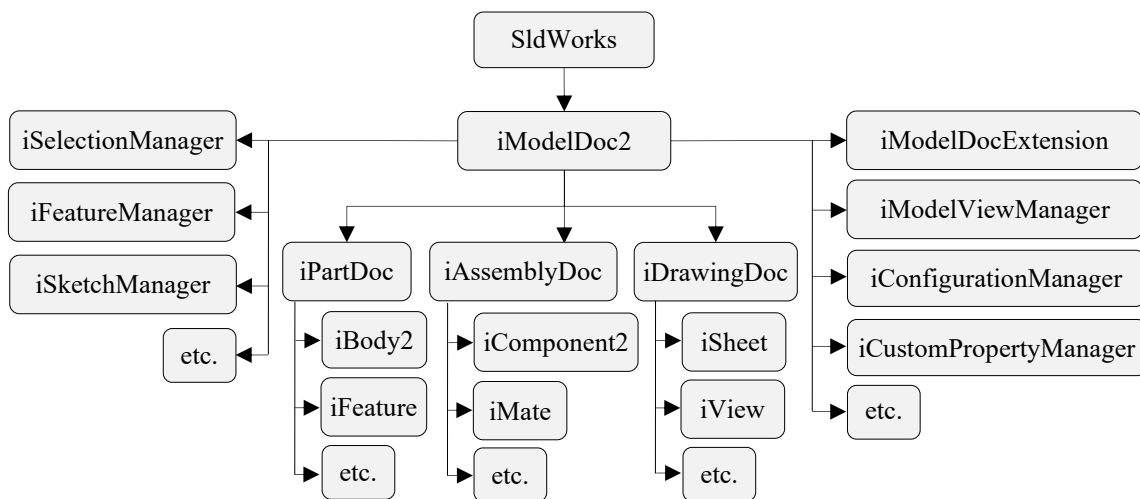 SldWorks
iSelectionManager
iModelDoc2
iModelDocExtension
iFeatureManager
iModelViewManager
iPartDoc
iAssemblyDoc
iDrawingDoc
iSketchManager
iConfigurationManager
iBody2
iComponent2
iSheet
etc.
iCustomPropertyManager
iFeature
iMate
iView
etc.
etc.
etc.
etc.